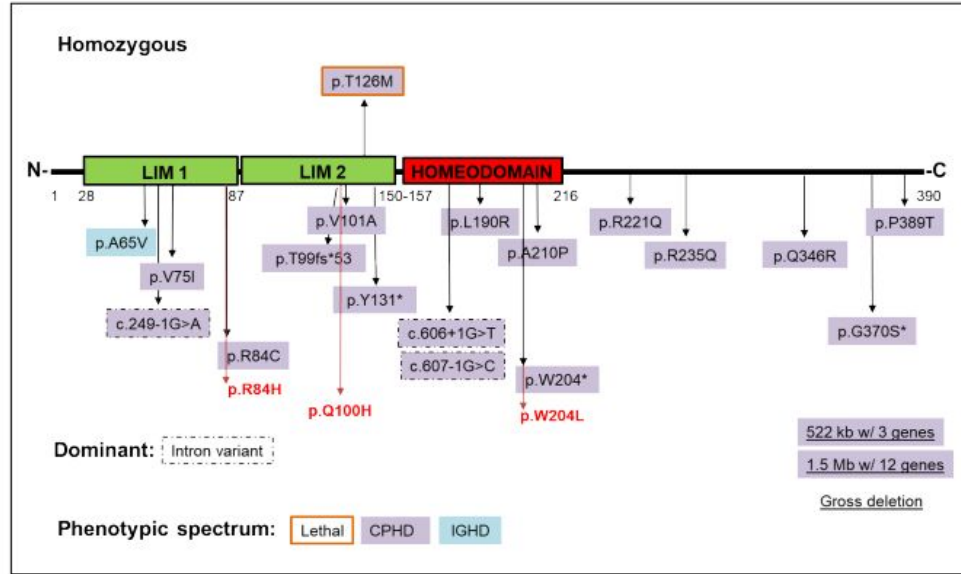 Homozygous
p.T126M
N-
LIM 1
LIM 2
HOMEODOMAIN
-C
1
28
87
150-157
216
390
p.A65V
p.V75I
c.249-1G>A
p.R84C
p.R84H
p.V101A
p.T99fs*53
p.Y131*
p.Q100H
p.L190R
p.A210P
c.606+1G>T
c.607-1G>C
p.W204*
p.W204L
p.R221Q
p.R235Q
p.Q346R
p.P389T
p.G370S*
522 kb w/ 3 genes
1.5 Mb w/ 12 genes
Gross deletion
Dominant: Intron variant
Phenotypic spectrum: Lethal CPHD IGHD